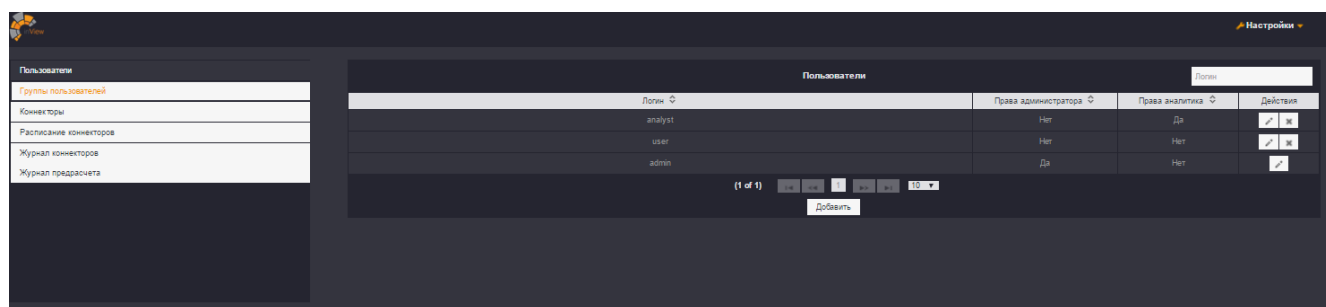 inView
Настройки
Пользователи
Группы пользователей
Коннекторы
Расписание коннекторов
Журнал коннекторов
Журнал предрасчета
Пользователи
Логин
Логин Права администратора Права аналитика Действия
analyst Нет Да
user Нет Нет
admin Да Нет
(1 of 1) 1 10
Добавить